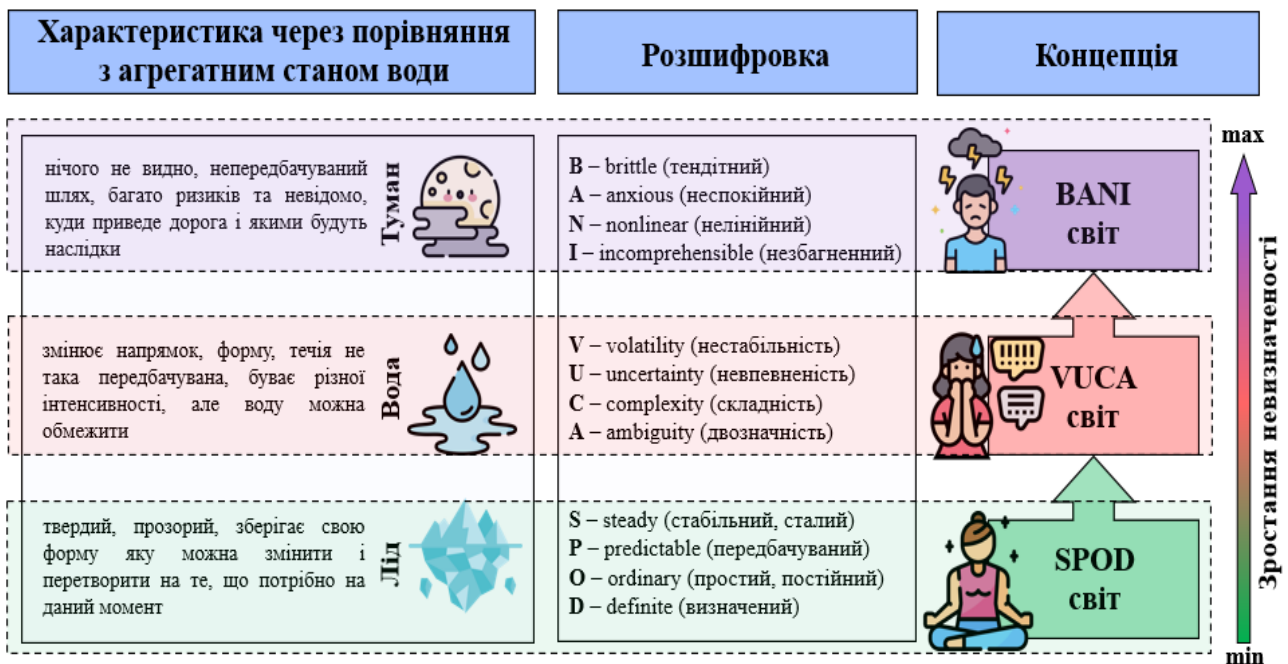 Характеристика через порівняння
з агрегатним станом води
Розшифровка
Концепція
нічого не видно, непередбачуваний
шлях, багато ризиків та невідомо,
куди приведе дорога і якими будуть
наслідки
Туман
B – brittle (тендітний)
A – anxious (неспокійний)
N – nonlinear (нелінійний)
I – incomprehensible (незбагненний)
BANI
світ
max
змінює напрямок, форму, течія не
така передбачувана, буває різної
інтенсивності, але воду можна
обмежити
Вода
V – volatility (нестабільність)
U – uncertainty (невпевненість)
C – complexity (складність)
A – ambiguity (двозначність)
VUCA
світ
Зростання невизначеності
твердий, прозорий, зберігає свою
форму яку можна змінити і
перетворити на те, що потрібно на
даний момент
Лід
S – steady (стабільний, сталий)
P – predictable (передбачуваний)
O – ordinary (простий, постійний)
D – definite (визначений)
SPOD
світ
min